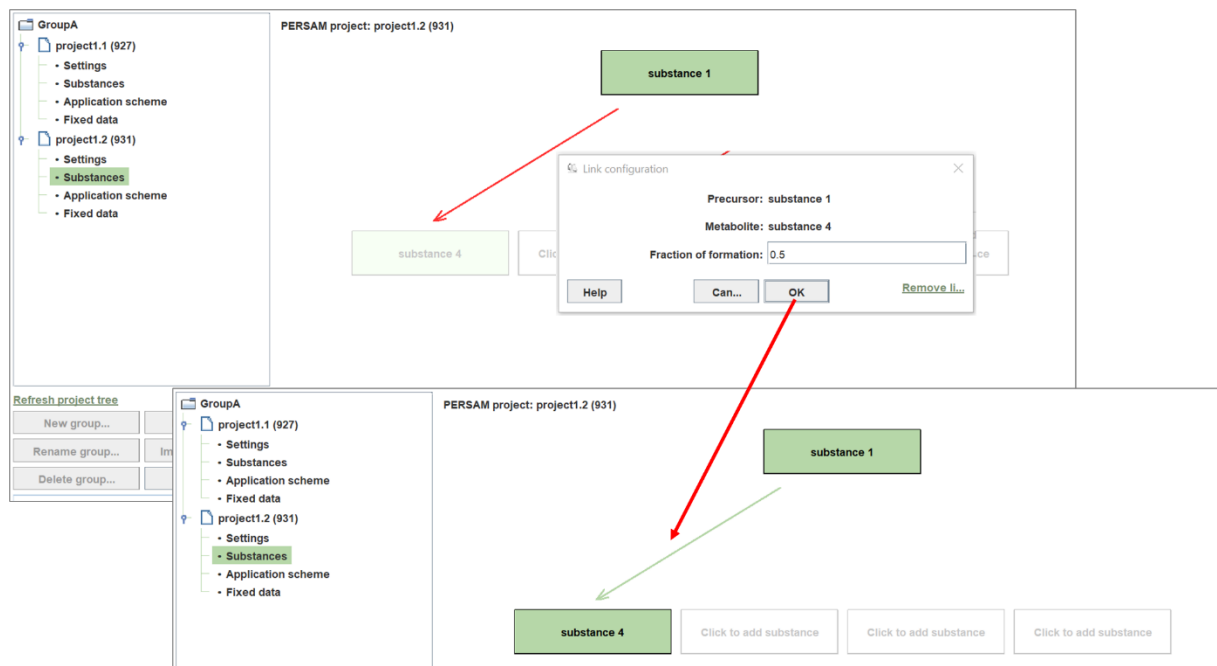 GroupA
project1.1 (927)
• Settings
• Substances
• Application scheme
• Fixed data
project1.2 (931)
• Settings
• Substances
• Application scheme
• Fixed data
PERSAM project: project1.2 (931)
substance 1
substance 4
Clic
ce
Link configuration
Precursor: substance 1
Metabolite: substance 4
Fraction of formation: 0.5
Help
Can...
OK
Remove li...
Refresh project tree
New group...
Rename group...
Im
Delete group...
GroupA
project1.1 (927)
• Settings
• Substances
• Application scheme
• Fixed data
project1.2 (931)
• Settings
• Substances
• Application scheme
• Fixed data
PERSAM project: project1.2 (931)
substance 1
substance 4
Click to add substance
Click to add substance
Click to add substance